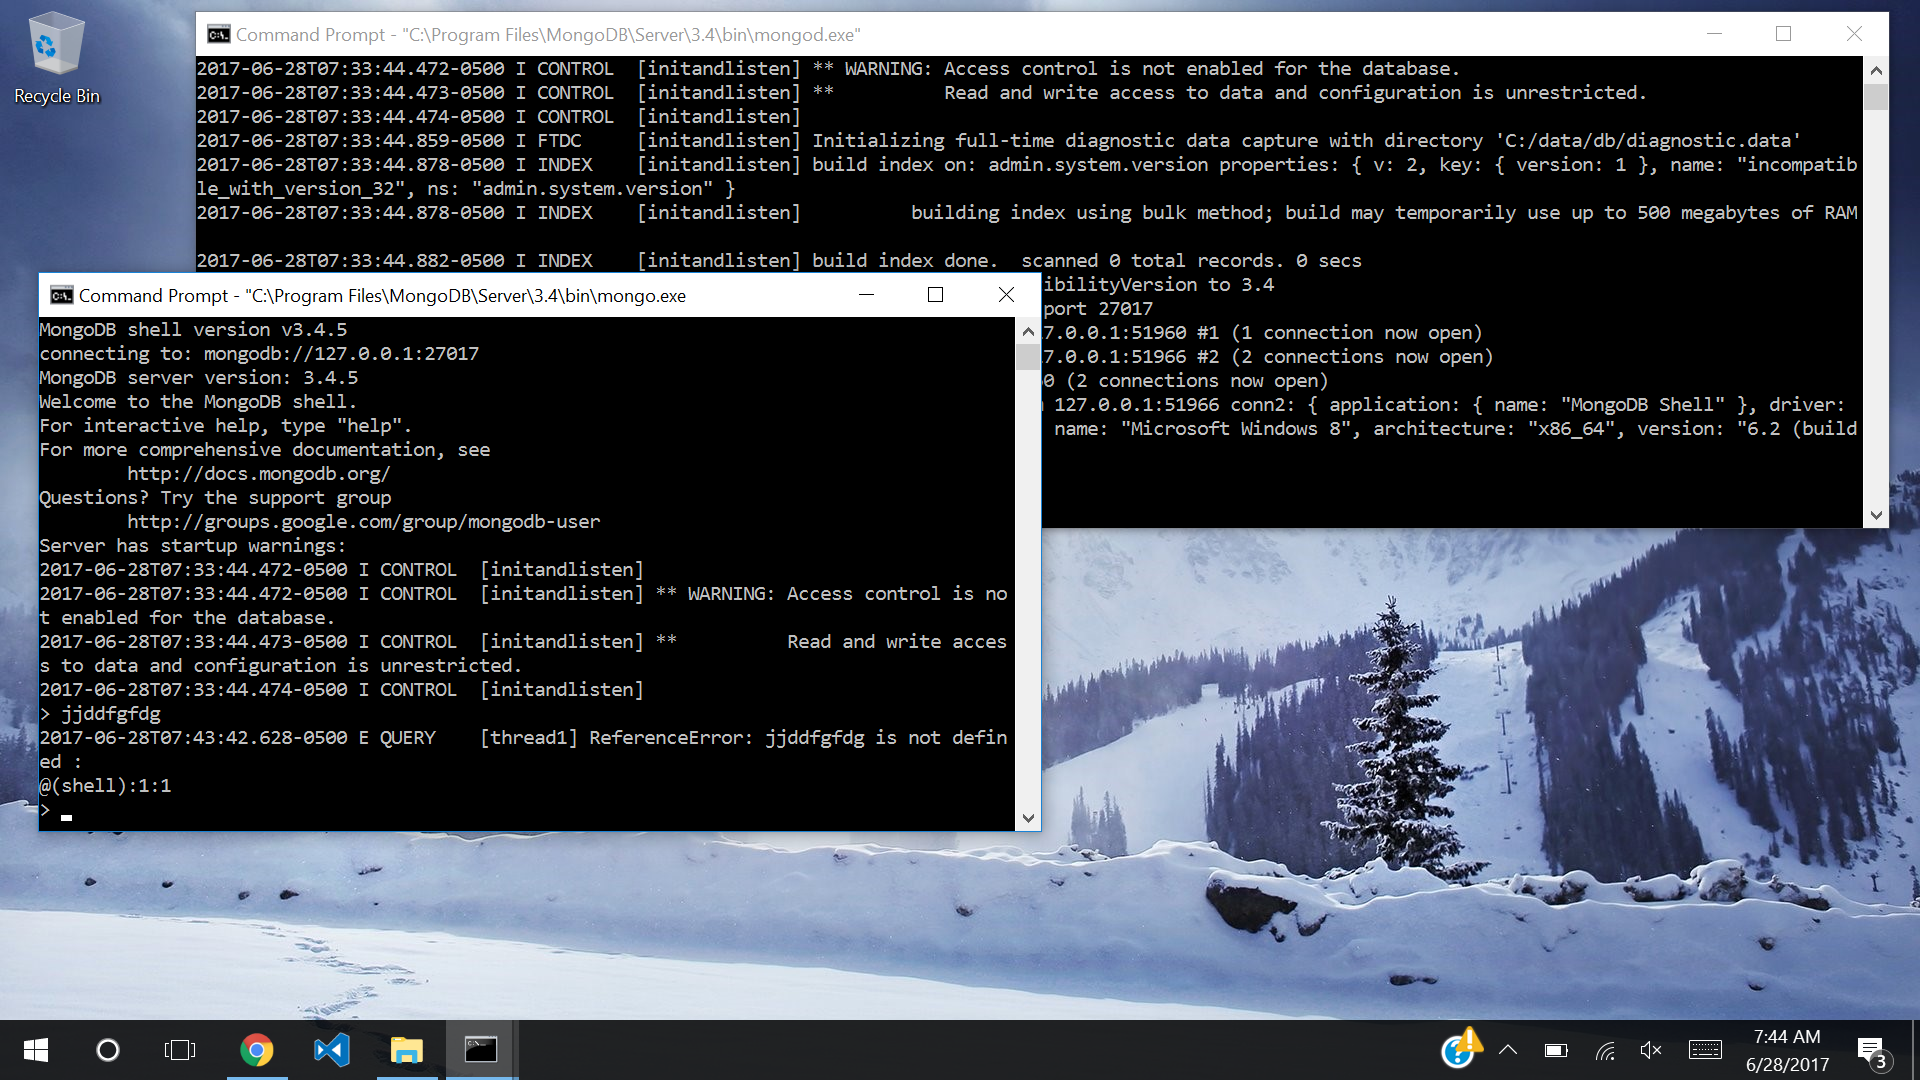 Recycle Bin
Command Prompt - "C:\Program Files\MongoDB\Server\3.4\bin\mongod.exe"
2017-06-28T07:33:44.472-0500 I CONTROL  [initandlisten] ** WARNING: Access control is not enabled for the database.
2017-06-28T07:33:44.473-0500 I CONTROL  [initandlisten] **          Read and write access to data and configuration is unrestricted.
2017-06-28T07:33:44.474-0500 I CONTROL  [initandlisten]
2017-06-28T07:33:44.859-0500 I FTDC     [initandlisten] Initializing full-time diagnostic data capture with directory 'C:/data/db/diagnostic.data'
2017-06-28T07:33:44.878-0500 I INDEX    [initandlisten] build index on: admin.system.version properties: { v: 2, key: { version: 1 }, name: "incompatib
le_with_version_32", ns: "admin.system.version" }
2017-06-28T07:33:44.878-0500 I INDEX    [initandlisten]          building index using bulk method; build may temporarily use up to 500 megabytes of RAM
2017-06-28T07:33:44.882-0500 I INDEX    [initandlisten] build index done.  scanned 0 total records. 0 secs
ibilityVersion to 3.4
port 27017
7.0.0.1:51960 #1 (1 connection now open)
7.0.0.1:51966 #2 (2 connections now open)
0 (2 connections now open)
127.0.0.1:51966 conn2: { application: { name: "MongoDB Shell" }, driver:
name: "Microsoft Windows 8", architecture: "x86_64", version: "6.2 (build
Command Prompt - "C:\Program Files\MongoDB\Server\3.4\bin\mongo.exe
MongoDB shell version v3.4.5
connecting to: mongodb://127.0.0.1:27017
MongoDB server version: 3.4.5
Welcome to the MongoDB shell.
For interactive help, type "help".
For more comprehensive documentation, see
http://docs.mongodb.org/
Questions? Try the support group
http://groups.google.com/group/mongodb-user
Server has startup warnings:
2017-06-28T07:33:44.472-0500 I CONTROL  [initandlisten]
2017-06-28T07:33:44.472-0500 I CONTROL  [initandlisten] ** WARNING: Access control is no
t enabled for the database.
2017-06-28T07:33:44.473-0500 I CONTROL  [initandlisten] **          Read and write acces
s to data and configuration is unrestricted.
2017-06-28T07:33:44.474-0500 I CONTROL  [initandlisten]
> jjddfgfdg
2017-06-28T07:43:42.628-0500 E QUERY    [thread1] ReferenceError: jjddfgfdg is not defin
ed :
@(shell):1:1
>
7:44 AM
6/28/2017
3